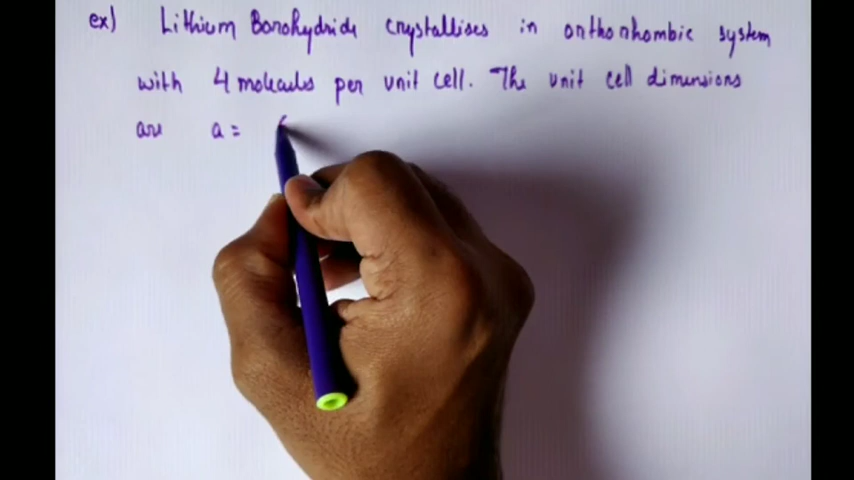 ex) Lithium Borohydride crystallises in orthorhombic system
with 4 molecules per unit cell. The unit cell dimensions
are a =